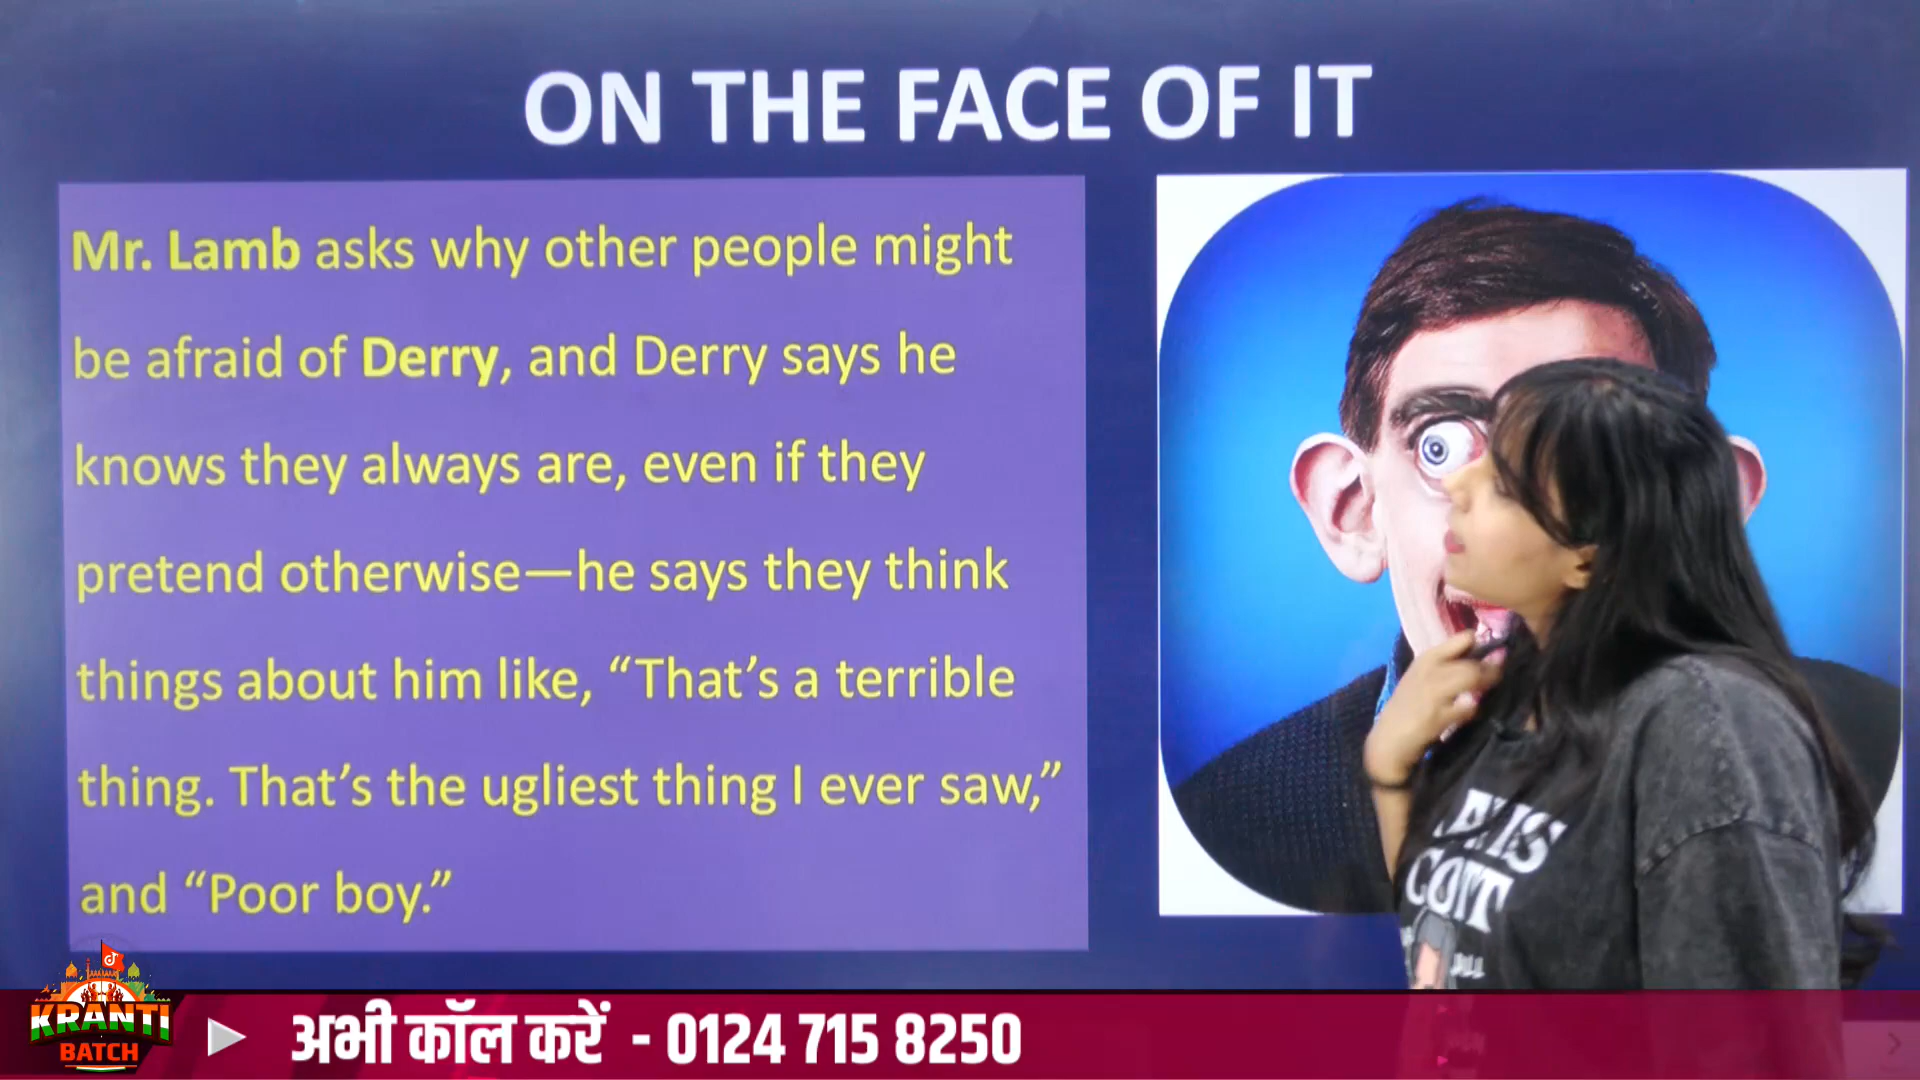 ON THE FACE OF IT
Mr. Lamb asks why other people might
be afraid of Derry, and Derry says he
knows they always are, even if they
pretend otherwise—he says they think
things about him like, “That’s a terrible
thing. That’s the ugliest thing I ever saw,”
and “Poor boy.”
COIT
KRANTI
BATCH
अभी कॉल करें - 0124 715 8250